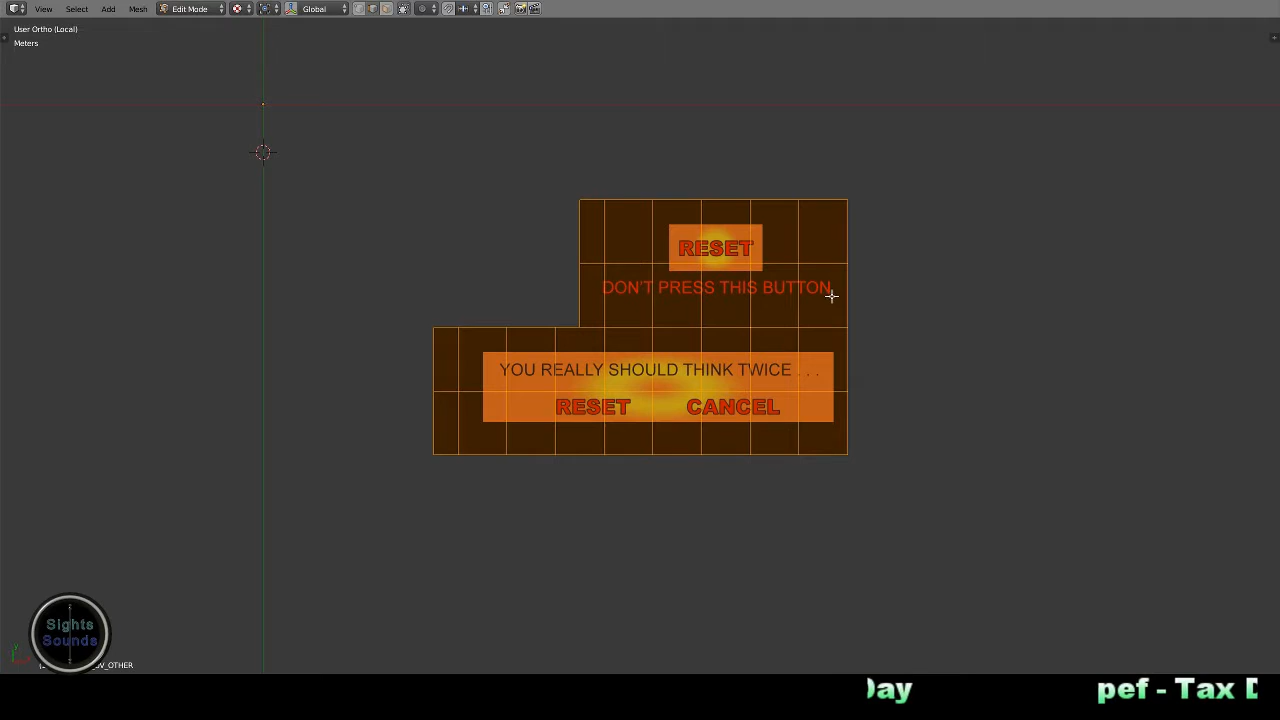 View Select Add Mesh Edit Mode Global
User Ortho (Local)
Meters
RESET
DON'T PRESS THIS BUTTON
YOU REALLY SHOULD THINK TWICE . . .
RESET CANCEL
Sights
Sounds
_OTHER
pef - Tax